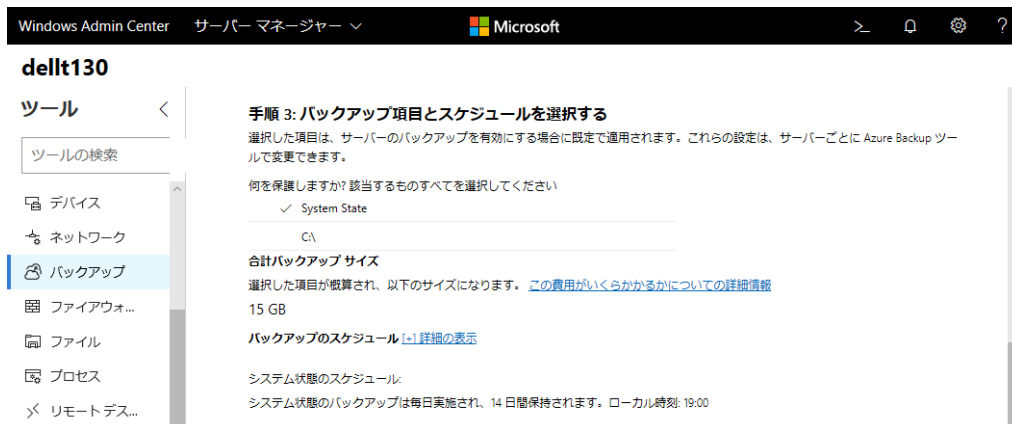 Windows Admin Center サーバー マネージャー Microsoft >_ ?
dellt130
ツール
ツールの検索
デバイス
ネットワーク
バックアップ
ファイアウォ...
ファイル
プロセス
リモート デス...
手順 3: バックアップ項目とスケジュールを選択する
選択した項目は、サーバーのバックアップを有効にする場合に既定で適用されます。これらの設定は、サーバーごとに Azure Backup ツー
ルで変更できます。
何を保護しますか? 該当するものすべてを選択してください
System State
C:\
合計バックアップ サイズ
選択した項目が概算され、以下のサイズになります。 この費用がいくらかかるかについての詳細情報
15 GB
バックアップのスケジュール [+] 詳細の表示
システム状態のスケジュール:
システム状態のバックアップは毎日実施され、14 日間保持されます。ローカル時刻: 19:00